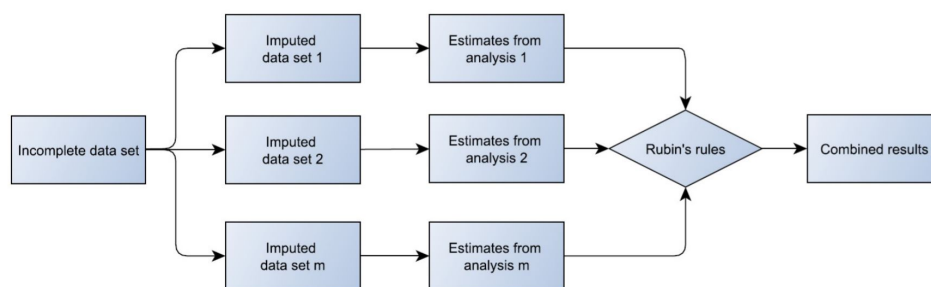 Incomplete data set
Imputed
data set 1
Estimates from
analysis 1
Imputed
data set 2
Estimates from
analysis 2
Imputed
data set m
Estimates from
analysis m
Rubin's rules
Combined results